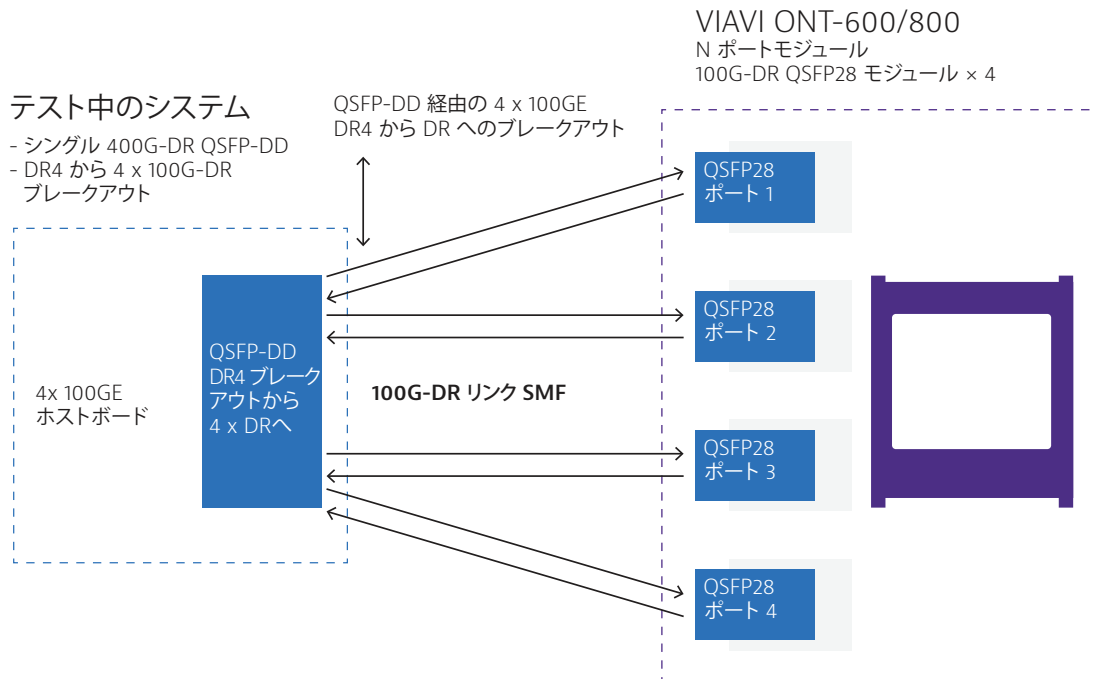 VIAVI ONT-600/800
N ポートモジュール
100G-DR QSFP28 モジュール × 4
テスト中のシステム
- シングル 400G-DR QSFP-DD
- DR4 から 4 x 100G-DR
ブレークアウト
QSFP-DD 経由の 4 x 100GE
DR4 から DR へのブレークアウト
4x 100GE
ホストボード
QSFP-DD
DR4 ブレーク
アウトから
4 x DRへ
100G-DR リンク SMF
QSFP28
ポート 1
QSFP28
ポート 2
QSFP28
ポート 3
QSFP28
ポート 4